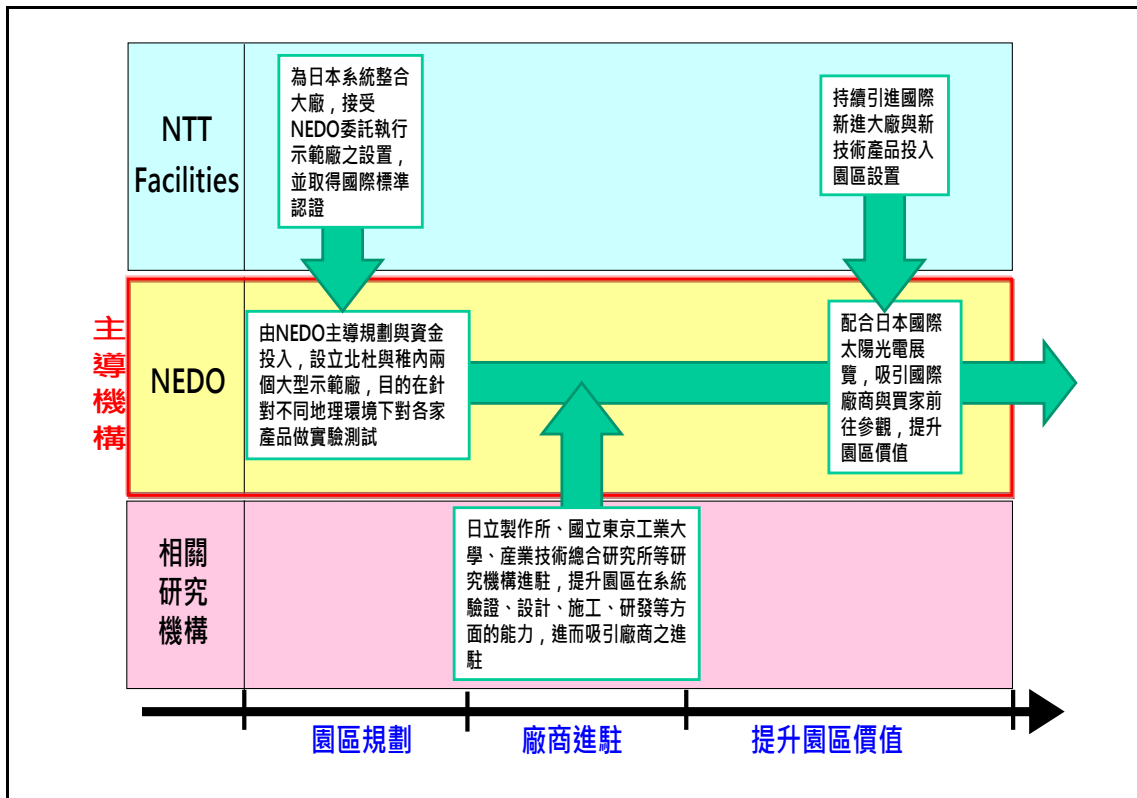 NTT
Facilities
為日本系統整合
大廠，接受
NEDO委託執行
示範廠之設置，
並取得國際標準
認證
持續引進國際
新進大廠與新
技術產品投入
園區設置
主
導
機
構
NEDO
由NEDO主導規劃與資金
投入，設立北杜與稚內兩
個大型示範廠，目的在針
對不同地理環境下對各家
產品做實驗測試
配合日本國際
太陽光電展
覽，吸引國際
廠商與買家前
往參觀，提升
園區價值
相關
研究
機構
日立製作所、國立東京工業大
學、産業技術總合研究所等研
究機構進駐，提升園區在系統
驗證、設計、施工、研發等方
面的能力，進而吸引廠商之進
駐
園區規劃
廠商進駐
提升園區價值